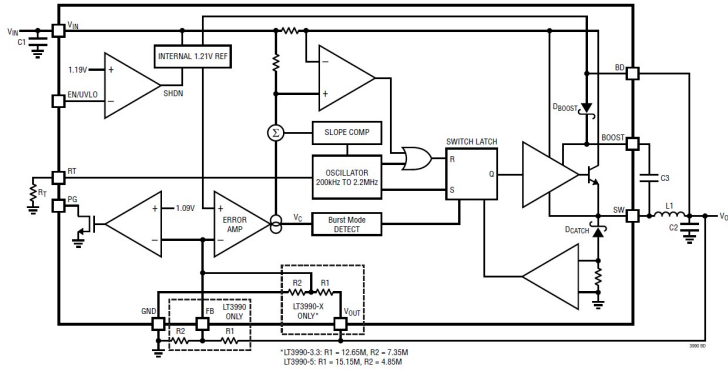 VIN
VIN
C1
1.19V
+
–
EN/UVLO
INTERNAL 1.21V REF
SHDN
–
+
Σ
SLOPE COMP
RT
OSCILLATOR
200kHz TO 2.2MHz
RT
PG
1.09V
+
–
+
–
ERROR
AMP
VC
Burst Mode
DETECT
SWITCH LATCH
R
Q
S
BD
DBOOST
BOOST
C3
SW
L1
C2
VO
DCATCH
R2
R1
LT3990-X
ONLY*
GND
FB
LT3990
ONLY
VOUT
R2
R1
*LT3990-3.3: R1 = 12.65M, R2 = 7.35M
LT3990-5: R1 = 15.15M, R2 = 4.85M
3990 BD